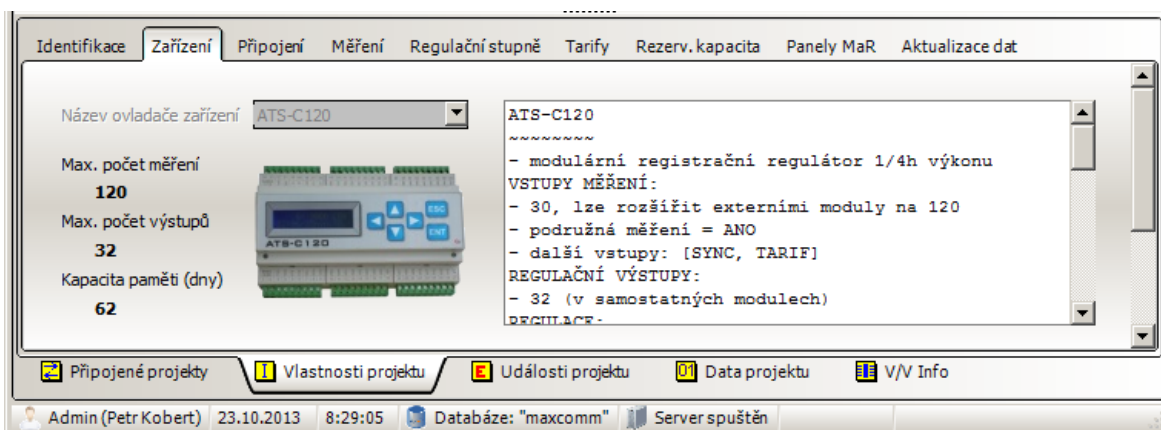 Identifikace Zařízení Připojení Měření Regulační stupně Tarify Rezerv. kapacita Panely MaR Aktualizace dat
Název ovladače zařízení ATS-C120
Max. počet měření
120
Max. počet výstupů
32
Kapacita paměti (dny)
62
ESC
ENT
ATS-C120
ATS-C120
~~~~~~~~
- modulární registrační regulátor 1/4h výkonu
VSTUPY MĚŘENÍ:
- 30, lze rozšířit externími moduly na 120
- podružná měření = ANO
- další vstupy: [SYNC, TARIF]
REGULAČNÍ VÝSTUPY:
- 32 (v samostatných modulech)
REGULACE:
Připojené projekty I Vlastnosti projektu E Události projektu 01 Data projektu V/V Info
Admin (Petr Kobert) 23.10.2013 8:29:05 Databáze: "maxcomm" Server spuštěn